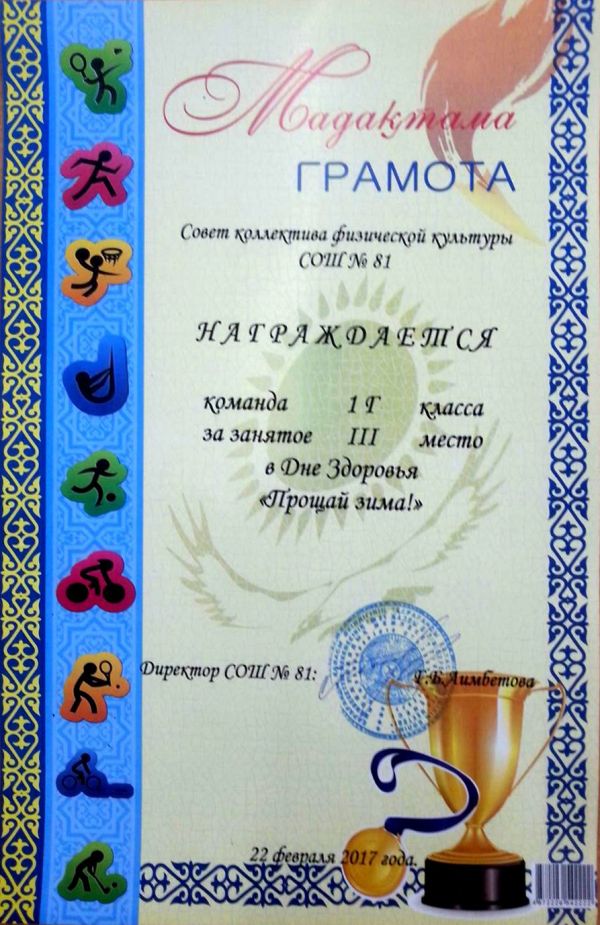 Мадақтама
ГРАМОТА
Совет коллектива физической культуры
СОШ № 81
НАГРАЖДАЕТСЯ
команда 1 Г класса
за занятое III место
в Дне Здоровья
«Прощай зима!»
Директор СОШ № 81: Г.Б.Аимбетова
22 февраля 2017 года.